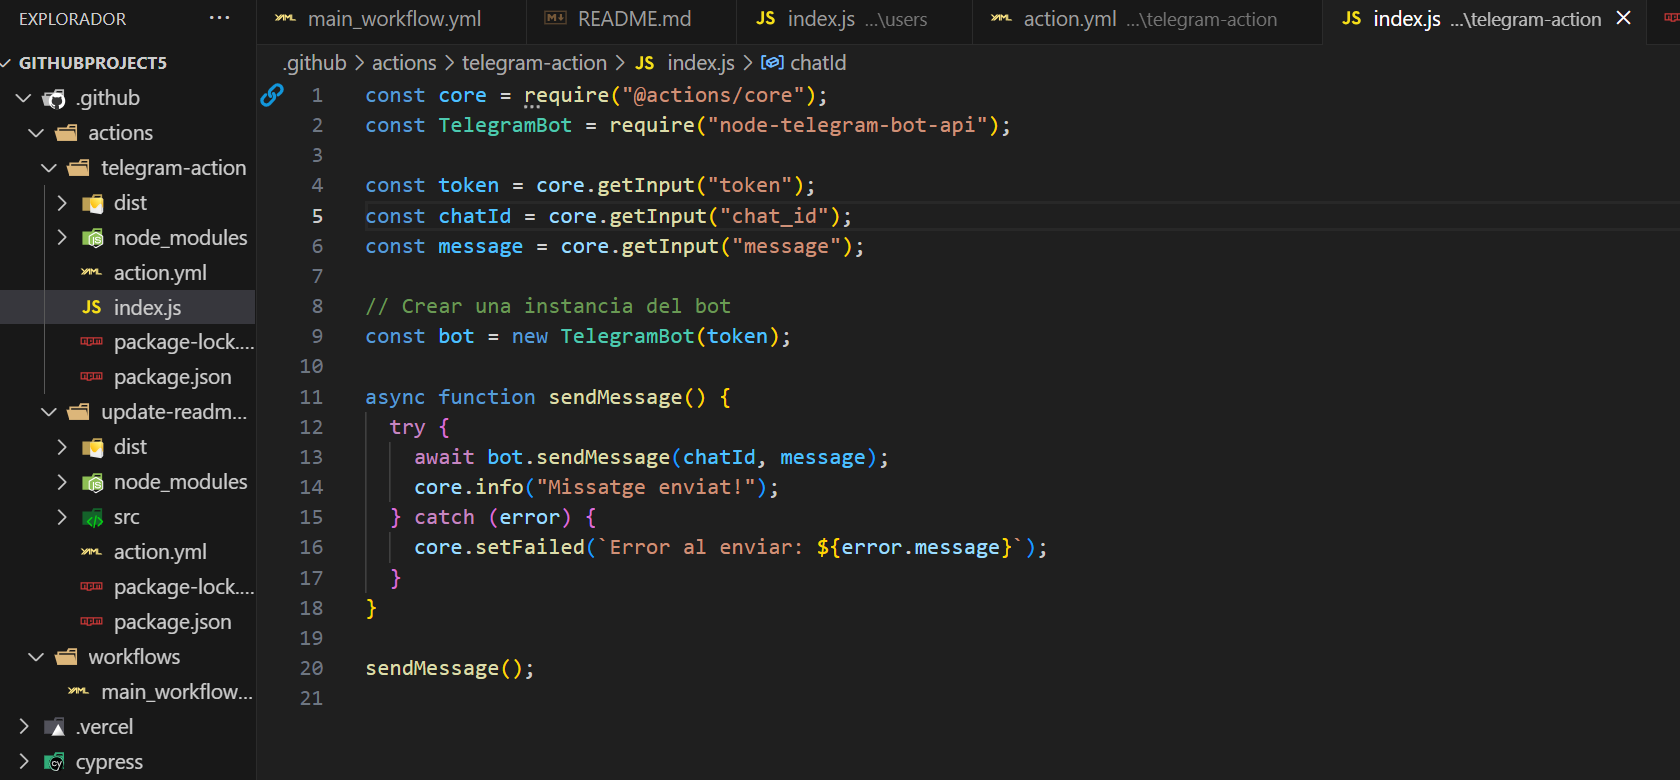 EXPLORADOR ...
main_workflow.yml
README.md
JS index.js ...\users
action.yml ...\telegram-action
JS index.js ...\telegram-action
GITHUBPROJECT5
.github
actions
telegram-action
dist
node_modules
action.yml
JS index.js
package-lock....
package.json
update-readm...
dist
node_modules
src
action.yml
package-lock....
package.json
workflows
main_workflow...
.vercel
cypress
.github > actions > telegram-action > JS index.js > chatId
1 const core = require("@actions/core");
2 const TelegramBot = require("node-telegram-bot-api");
3
4 const token = core.getInput("token");
5 const chatId = core.getInput("chat_id");
6 const message = core.getInput("message");
7
8 // Crear una instancia del bot
9 const bot = new TelegramBot(token);
10
11 async function sendMessage() {
12 try {
13 await bot.sendMessage(chatId, message);
14 core.info("Missatge enviat!");
15 } catch (error) {
16 core.setFailed(`Error al enviar: ${error.message}`);
17 }
18 }
19
20 sendMessage();
21